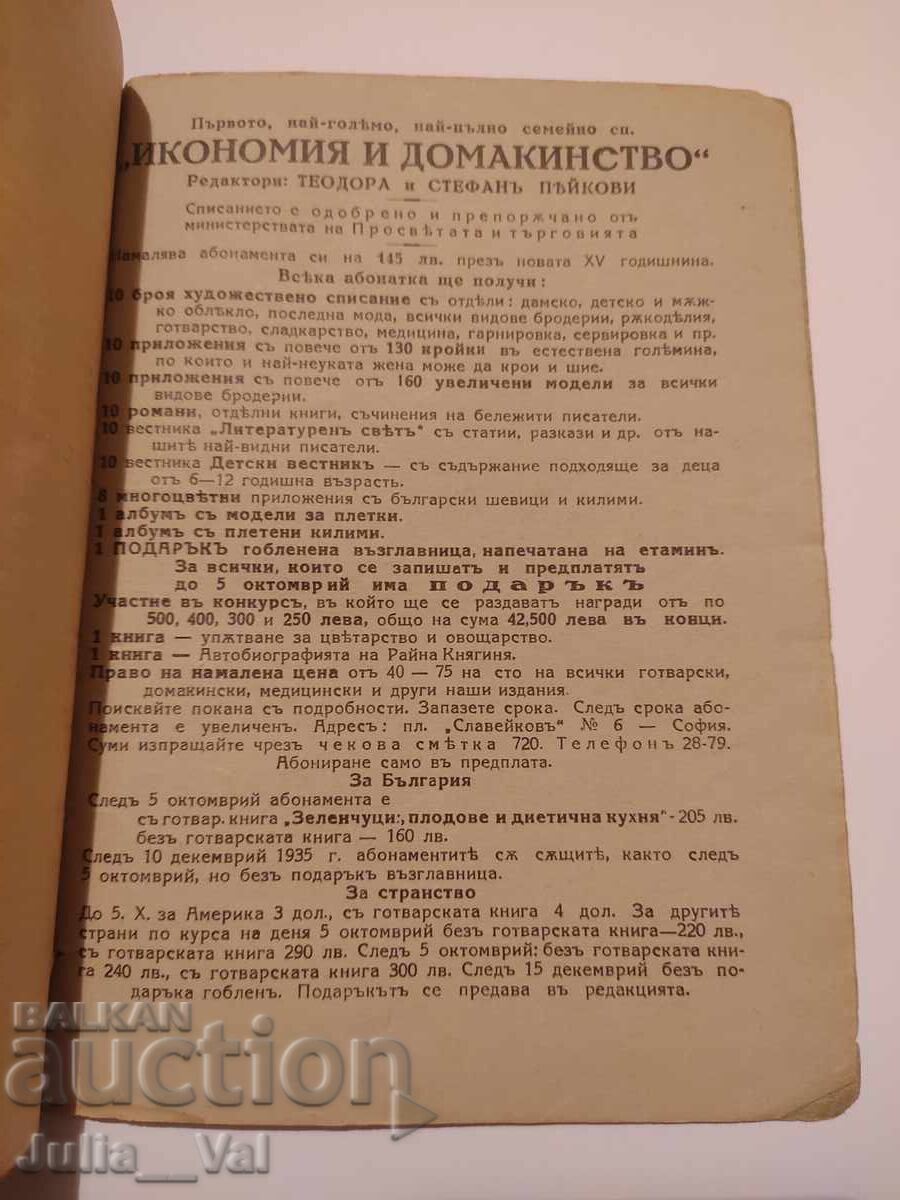 Първото, най-голѣмо, най-пълно семейно сп.
„ИКОНОМИЯ И ДОМАКИНСТВО“
Редактори: ТЕОДОРА и СТЕФАНЪ ПѢЙКОВИ
Списанието е одобрено и препорѫчано отъ
министерствата на Просвѣтата и търговията
Намалява абонамента си на 145 лв. презъ новата XV годишнина.
Всѣка абонатка ще получи:
10 броя художествено списание съ отдѣли: дамско, детско и мѫж-
ко облѣкло, последна мода, всички видове бродерии, рѫкоделия,
готварство, сладкарство, медицина, гарнировка, сервировка и пр.
10 приложения съ повече отъ 130 кройки въ естествена голѣмина,
по които и най-неуката жена може да крои и шие.
10 приложения съ повече отъ 160 увеличени модели за всички
видове бродерии.
10 романи, отдѣлни книги, съчинения на бележити писатели.
10 вестника „Литературенъ свѣтъ“ съ статии, разкази и др. отъ на-
шитѣ най-видни писатели.
10 вестника Детски вестникъ — съ съдържание подходяще за деца
отъ 6—12 годишна възрасть.
8 многоцвѣтни приложения съ български шевици и килими.
1 албумъ съ модели за плетки.
1 албумъ съ плетени килими.
1 ПОДАРЪКЪ гобленена възглавница, напечатана на етаминъ.
За всички, които се запишатъ и предплатятъ
до 5 октомврий има подаръкъ
Участие въ конкурсъ, въ който ще се раздаватъ награди отъ по
500, 400, 300 и 250 лева, общо на сума 42,500 лева въ конци.
1 книга — упѫтване за цвѣтарство и овощарство.
1 книга — Автобиографията на Райна Княгиня.
Право на намалена цена отъ 40 — 75 на сто на всички готварски,
домакински, медицински и други наши издания.
Поискайте покана съ подробности. Запазете срока. Следъ срока або-
намента е увеличенъ. Адресъ: пл. „Славейковъ“ № 6 — София.
Суми изпращайте чрезъ чекова смѣтка 720. Телефонъ 28-79.
Абониране само въ предплата.
За България
Следъ 5 октомврий абонамента е
съ готвар. книга „Зеленчуци:, плодове и диетична кухня“ - 205 лв.
безъ готварската книга — 160 лв.
Следъ 10 декемврий 1935 г. абонаментитѣ сѫ сѫщитѣ, както следъ
5 октомврий, но безъ подаръкъ възглавница.
За странство
До 5. X. за Америка 3 дол., съ готварската книга 4 дол. За другитѣ
страни по курса на деня 5 октомврий безъ готварската книга—220 лв.,
съ готварската книга 290 лв. Следъ 5 октомврий: безъ готварската кни-
га 240 лв., съ готварската книга 300 лв. Следъ 15 декемврий безъ по-
даръка гобленъ. Подарѫкътъ се предава въ редакцията.
BALKAN
auction
Julia__Val